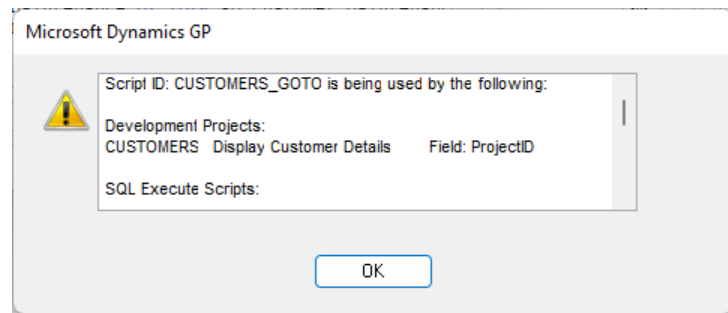 Microsoft Dynamics GP
Script ID: CUSTOMERS_GOTO is being used by the following:
Development Projects:
CUSTOMERS Display Customer Details Field: ProjectID
SQL Execute Scripts:
OK